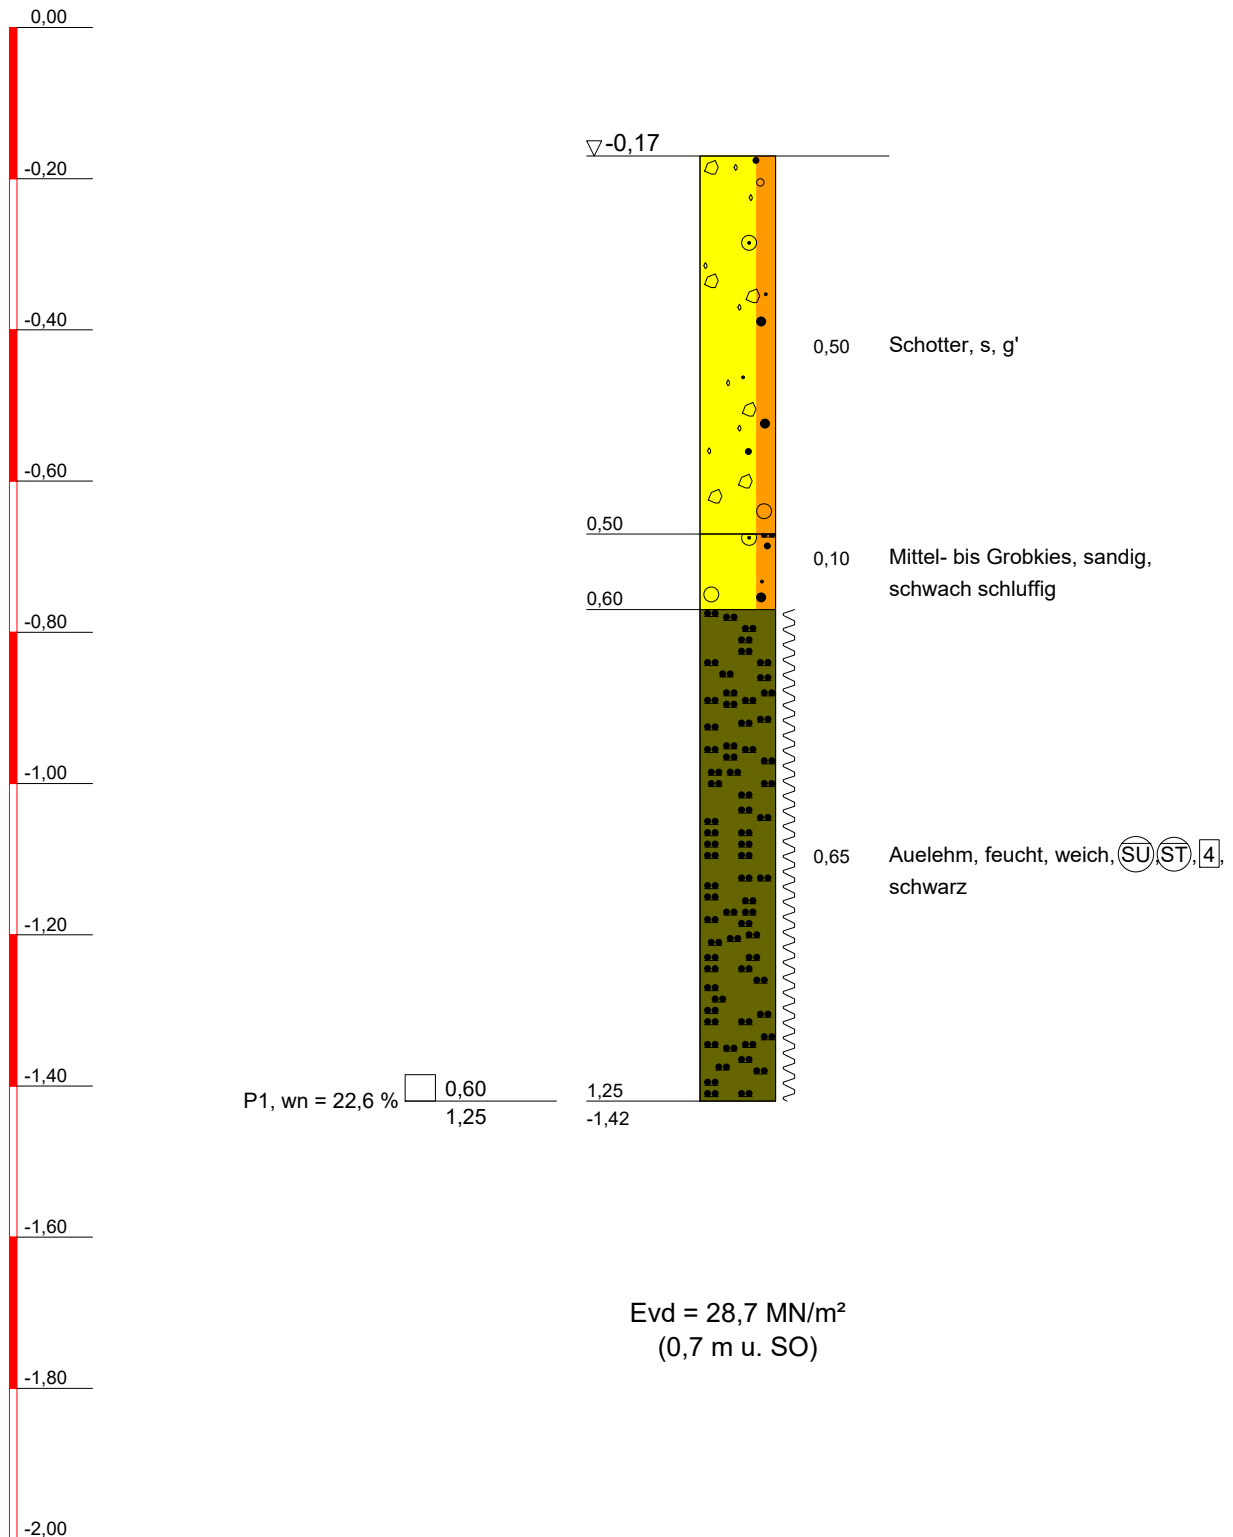 0,00
-0,17
-0,20
-0,40
0,50 Schotter, s, g'
-0,60
0,50
0,10 Mittel- bis Grobkies, sandig,
schwach schluffig
0,60
-0,80
-1,00
0,65 Auelehm, feucht, weich, S̅U̅, S̅T̅, 4,
schwarz
-1,20
-1,40
P1, wn = 22,6 % 0,60
1,25
1,25
-1,42
-1,60
Evd = 28,7 MN/m²
(0,7 m u. SO)
-1,80
-2,00